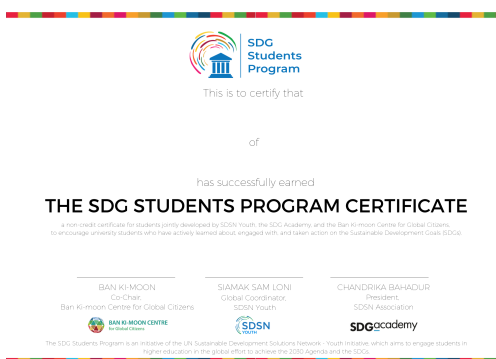 SDG
Students
Program
This is to certify that
of
has successfully earned
THE SDG STUDENTS PROGRAM CERTIFICATE
a non-credit certificate for students jointly developed by SDSN Youth, the SDG Academy, and the Ban Ki-moon Centre for Global Citizens,
to encourage university students who have actively learned about, engaged with, and taken action on the Sustainable Development Goals (SDGs)
BAN KI-MOON
Co-Chair,
Ban Ki-moon Centre for Global Citizens
SIAMAK SAM LONI
Global Coordinator,
SDSN Youth
CHANDRIKA BAHADUR
President,
SDSN Association
BAN KI-MOON CENTRE
for Global Citizens
SDSN
YOUTH
SDGacademy
The SDG Students Program is an initiative of the UN Sustainable Development Solutions Network - Youth Initiative, which aims to engage students in
higher education in the global effort to achieve the 2030 Agenda and the SDGs